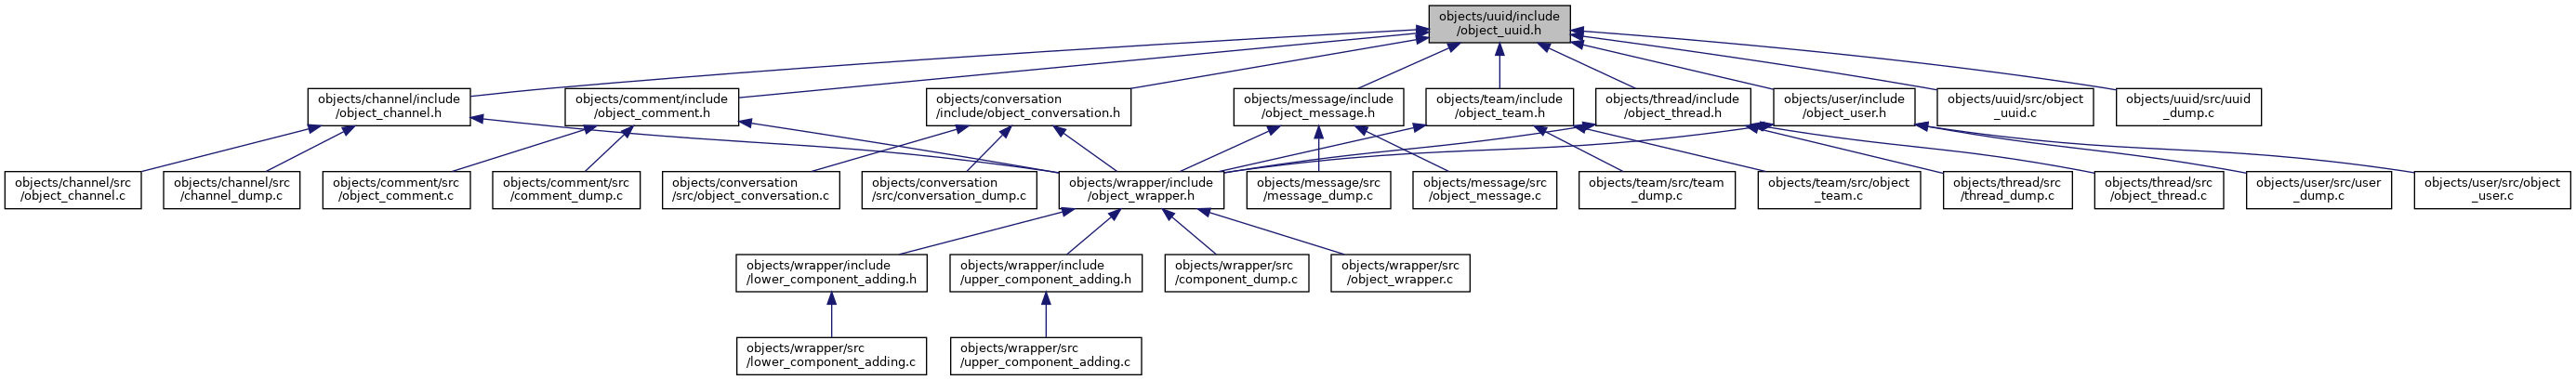 objects/uuid/include
/object_uuid.h
objects/channel/include
/object_channel.h
objects/comment/include
/object_comment.h
objects/conversation
/include/object_conversation.h
objects/message/include
/object_message.h
objects/team/include
/object_team.h
objects/thread/include
/object_thread.h
objects/user/include
/object_user.h
objects/uuid/src/object
_uuid.c
objects/uuid/src/uuid
_dump.c
objects/channel/src
/object_channel.c
objects/channel/src
/channel_dump.c
objects/comment/src
/object_comment.c
objects/comment/src
/comment_dump.c
objects/conversation
/src/object_conversation.c
objects/conversation
/src/conversation_dump.c
objects/wrapper/include
/object_wrapper.h
objects/message/src
/message_dump.c
objects/message/src
/object_message.c
objects/team/src/team
_dump.c
objects/team/src/object
_team.c
objects/thread/src
/thread_dump.c
objects/thread/src
/object_thread.c
objects/user/src/user
_dump.c
objects/user/src/object
_user.c
objects/wrapper/include
/lower_component_adding.h
objects/wrapper/include
/upper_component_adding.h
objects/wrapper/src
/component_dump.c
objects/wrapper/src
/object_wrapper.c
objects/wrapper/src
/lower_component_adding.c
objects/wrapper/src
/upper_component_adding.c